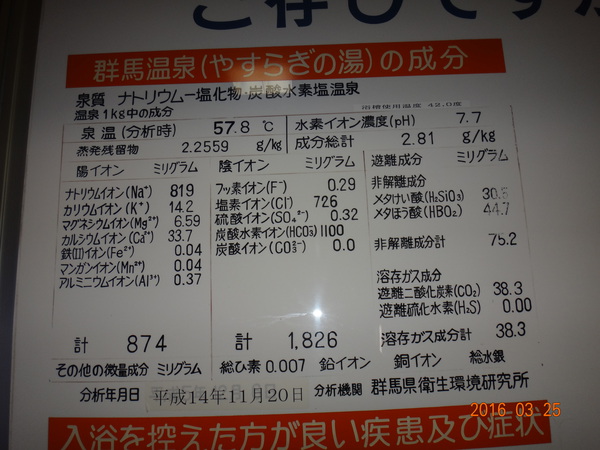 ご存じですか
群馬温泉(やすらぎの湯)の成分
泉質 ナトリウムー塩化物・炭酸水素塩温泉
温泉1kg中の成分 浴槽使用温度 42.0度
泉温(分析時) 57.8 ℃ 水素イオン濃度(pH) 7.7
蒸発残留物 2.2559 g/kg 成分総計 2.81 g/kg
陽イオン ミリグラム 陰イオン ミリグラム 遊離成分 ミリグラム
非解離成分
ナトリウムイオン(Na⁺) 819 フッ素イオン(F⁻) 0.29 メタけい酸(H₂SiO₃) 30.5
カリウムイオン(K⁺) 14.2 塩素イオン(Cl⁻) 726 メタほう酸(HBO₂) 44.7
マグネシウムイオン(Mg²⁺) 6.59 硫酸イオン(SO₄²⁻) 0.32
カルシウムイオン(Ca²⁺) 33.7 炭酸水素イオン(HCO₃⁻) 1100 非解離成分計 75.2
鉄(II)イオン(Fe²⁺) 0.04 炭酸イオン(CO₃²⁻) 0.0
マンガンイオン(Mn²⁺) 0.04 溶存ガス成分
アルミニウムイオン(Al³⁺) 0.37 遊離二酸化炭素(CO₂) 38.3
遊離硫化水素(H₂S) 0.00
計 874 計 1,826 溶存ガス成分計 38.3
その他の微量成分 ミリグラム 総ひ素 0.007 鉛イオン 銅イオン 総水銀
分析年月日 平成14年11月20日 分析機関 群馬県衛生環境研究所
2016 03 25
入浴を控えた方が良い疾患及び症状